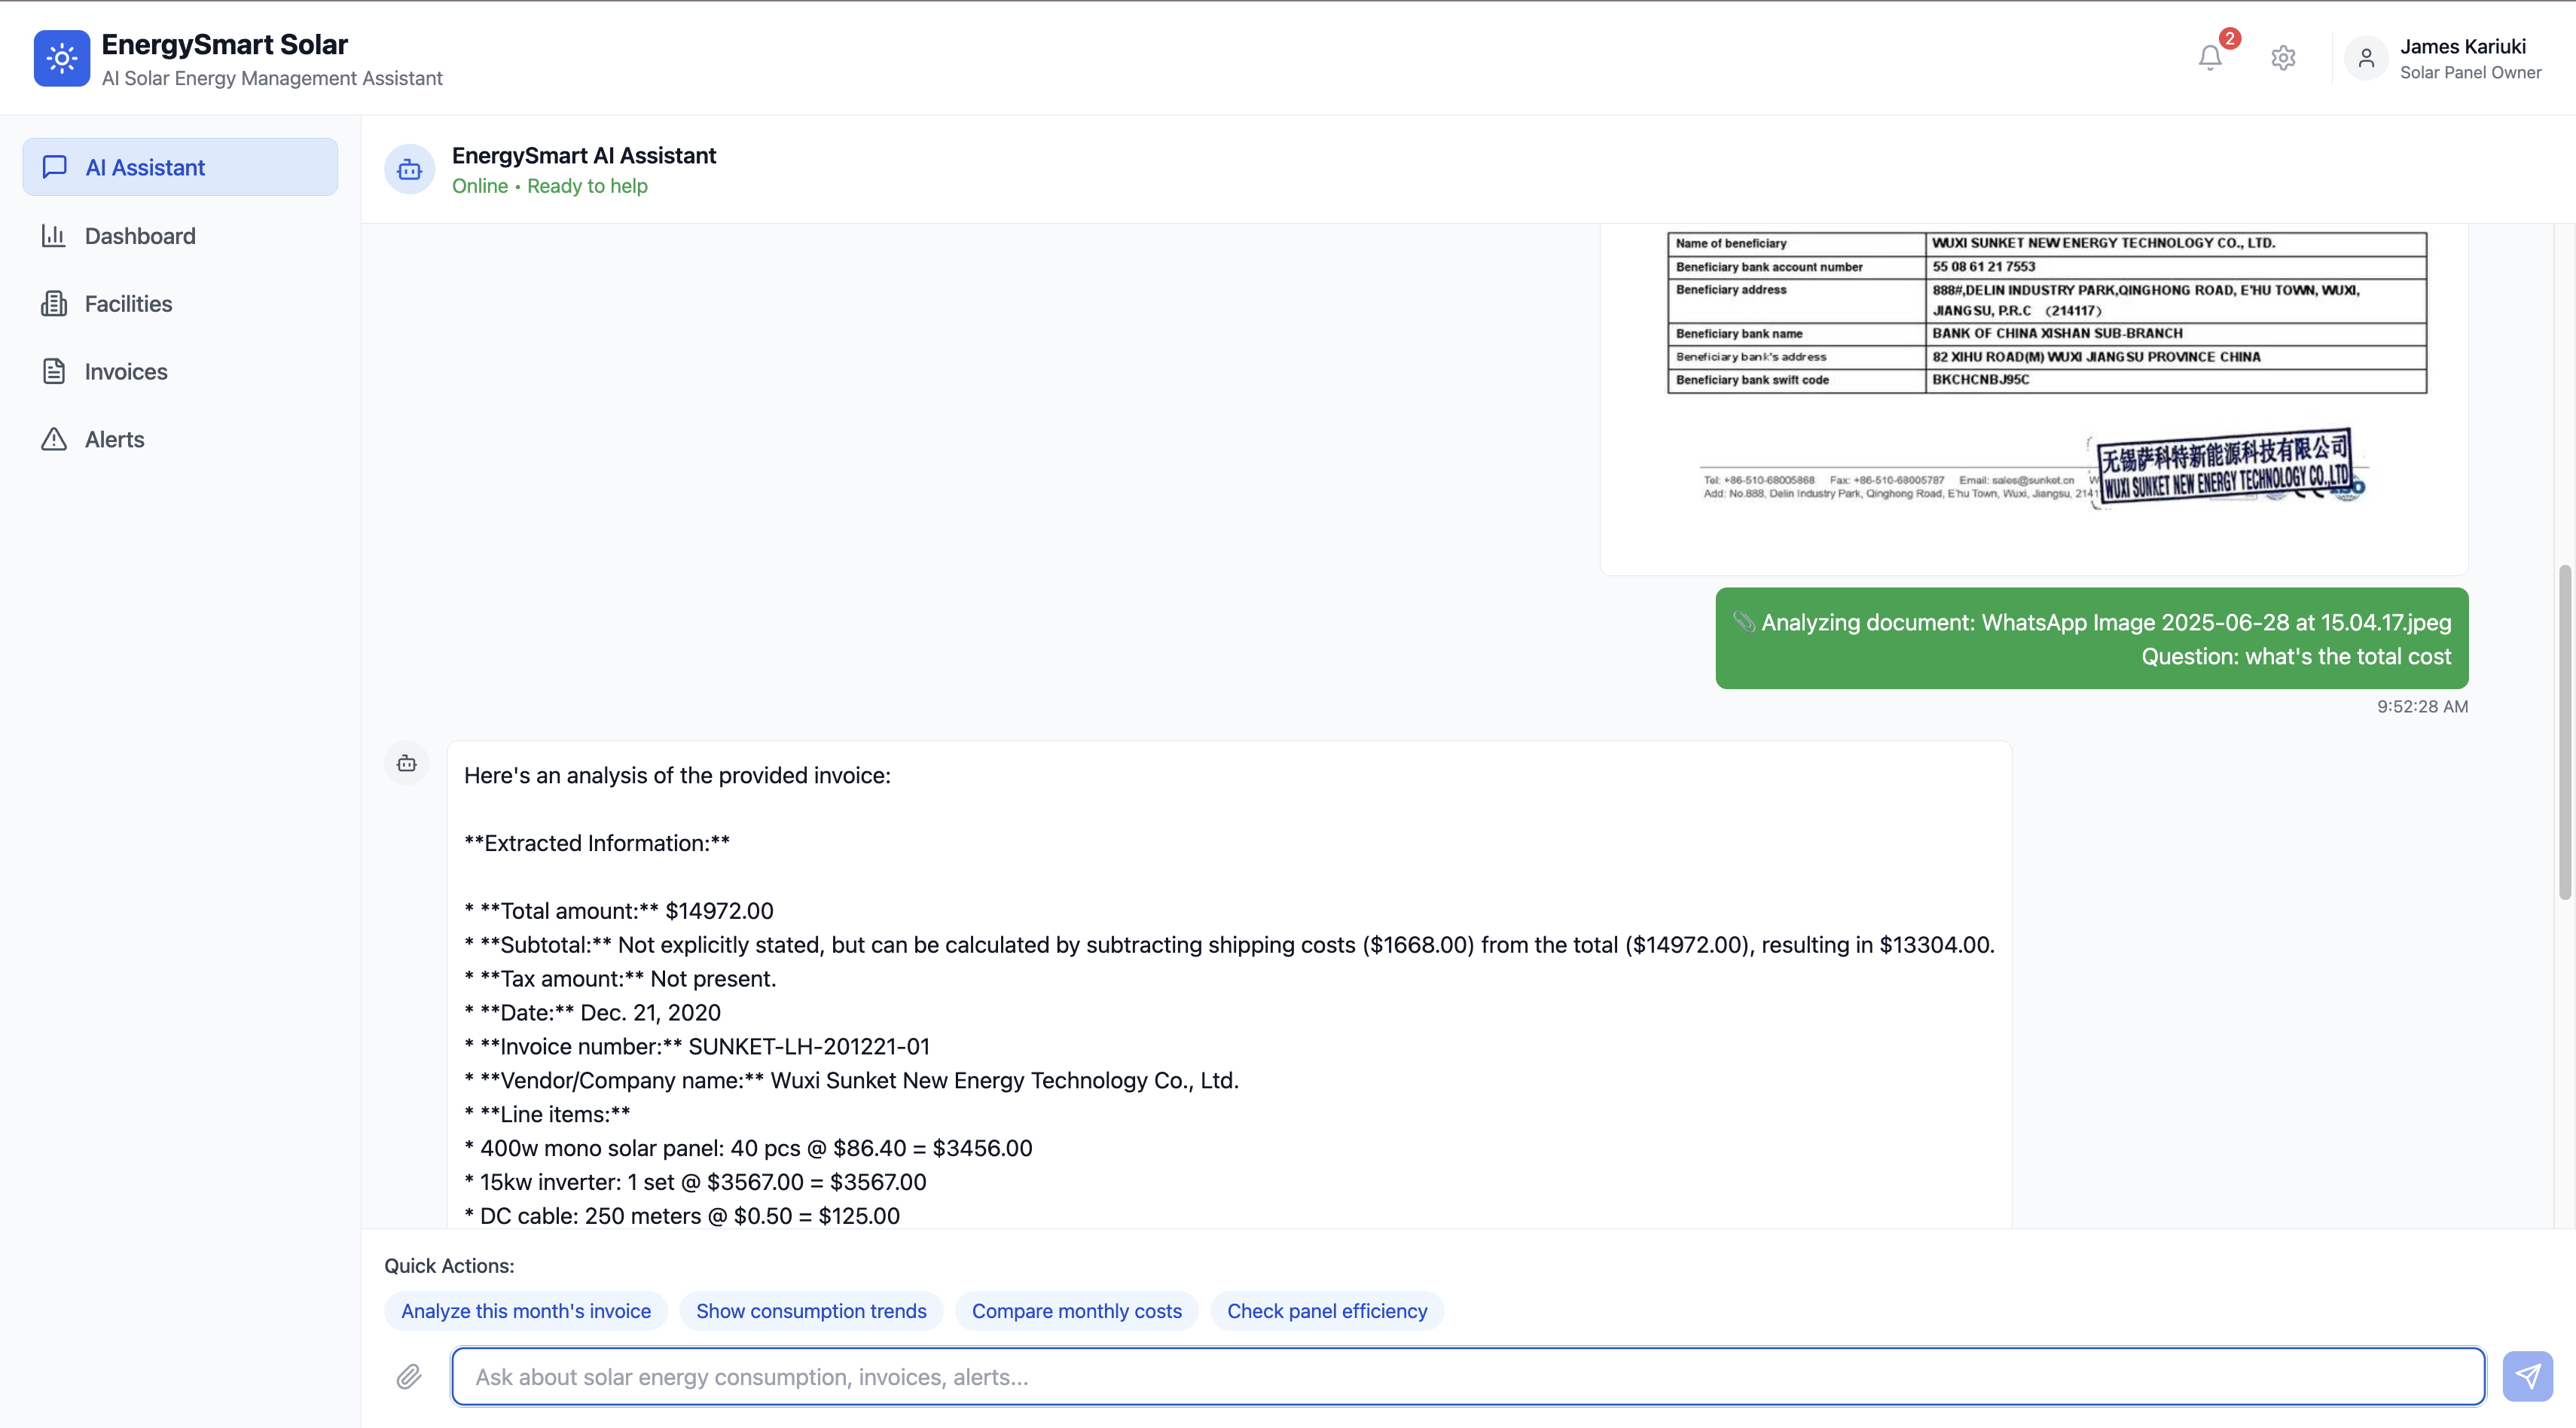 EnergySmart Solar
AI Solar Energy Management Assistant
2
James Kariuki
Solar Panel Owner
AI Assistant
Dashboard
Facilities
Invoices
Alerts
EnergySmart AI Assistant
Online • Ready to help
Name of beneficiary WUXI SUNKET NEW ENERGY TECHNOLOGY CO., LTD.
Beneficiary bank account number 55 08 61 21 7553
Beneficiary address 888#,DELIN INDUSTRY PARK,QINGHONG ROAD, E'HU TOWN, WUXI,
JIANGSU, P.R.C （214117）
Beneficiary bank name BANK OF CHINA XISHAN SUB-BRANCH
Beneficiary bank's address 82 XIHU ROAD(M) WUXI JIANGSU PROVINCE CHINA
Beneficiary bank swift code BKCHCNBJ95C
无锡萨科特新能源科技有限公司
WUXI SUNKET NEW ENERGY TECHNOLOGY CO.,LTD
Tel: +86-510-68005868 Fax: +86-510-68005787 Email: sales@sunket.cn W
Add: No.888, Delin Industry Park, Qinghong Road, E'hu Town, Wuxi, Jiangsu, 2141
📎 Analyzing document: WhatsApp Image 2025-06-28 at 15.04.17.jpeg
Question: what's the total cost
9:52:28 AM
Here's an analysis of the provided invoice:
**Extracted Information:**
* **Total amount:** $14972.00
* **Subtotal:** Not explicitly stated, but can be calculated by subtracting shipping costs ($1668.00) from the total ($14972.00), resulting in $13304.00.
* **Tax amount:** Not present.
* **Date:** Dec. 21, 2020
* **Invoice number:** SUNKET-LH-201221-01
* **Vendor/Company name:** Wuxi Sunket New Energy Technology Co., Ltd.
* **Line items:**
* 400w mono solar panel: 40 pcs @ $86.40 = $3456.00
* 15kw inverter: 1 set @ $3567.00 = $3567.00
* DC cable: 250 meters @ $0.50 = $125.00
Quick Actions:
Analyze this month's invoice
Show consumption trends
Compare monthly costs
Check panel efficiency
Ask about solar energy consumption, invoices, alerts...